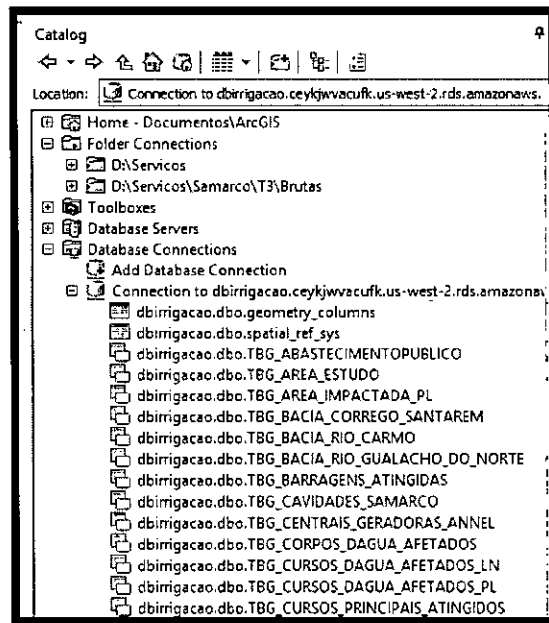 Catalog
Location: Connection to dbirrigacao.ceykjwvacufk.us-west-2.rds.amazonaws.
Home - Documentos\ArcGIS
Folder Connections
D:\Servicos
D:\Servicos\Samarco\T3\Brutas
Toolboxes
Database Servers
Database Connections
Add Database Connection
Connection to dbirrigacao.ceykjwvacufk.us-west-2.rds.amazonaw
dbirrigacao.dbo.geometry_columns
dbirrigacao.dbo.spatial_ref_sys
dbirrigacao.dbo.TBG_ABASTECIMENTOPUBLICO
dbirrigacao.dbo.TBG_AREA_ESTUDO
dbirrigacao.dbo.TBG_AREA_IMPACTADA_PL
dbirrigacao.dbo.TBG_BACIA_CORREGO_SANTAREM
dbirrigacao.dbo.TBG_BACIA_RIO_CARMO
dbirrigacao.dbo.TBG_BACIA_RIO_GUALACHO_DO_NORTE
dbirrigacao.dbo.TBG_BARRAGENS_ATINGIDAS
dbirrigacao.dbo.TBG_CAVIDADES_SAMARCO
dbirrigacao.dbo.TBG_CENTRAIS_GERADORAS_ANNEL
dbirrigacao.dbo.TBG_CORPOS_DAGUA_AFETADOS
dbirrigacao.dbo.TBG_CURSOS_DAGUA_AFETADOS_LN
dbirrigacao.dbo.TBG_CURSOS_DAGUA_AFETADOS_PL
dbirrigacao.dbo.TBG_CURSOS_PRINCIPAIS_ATINGIDOS